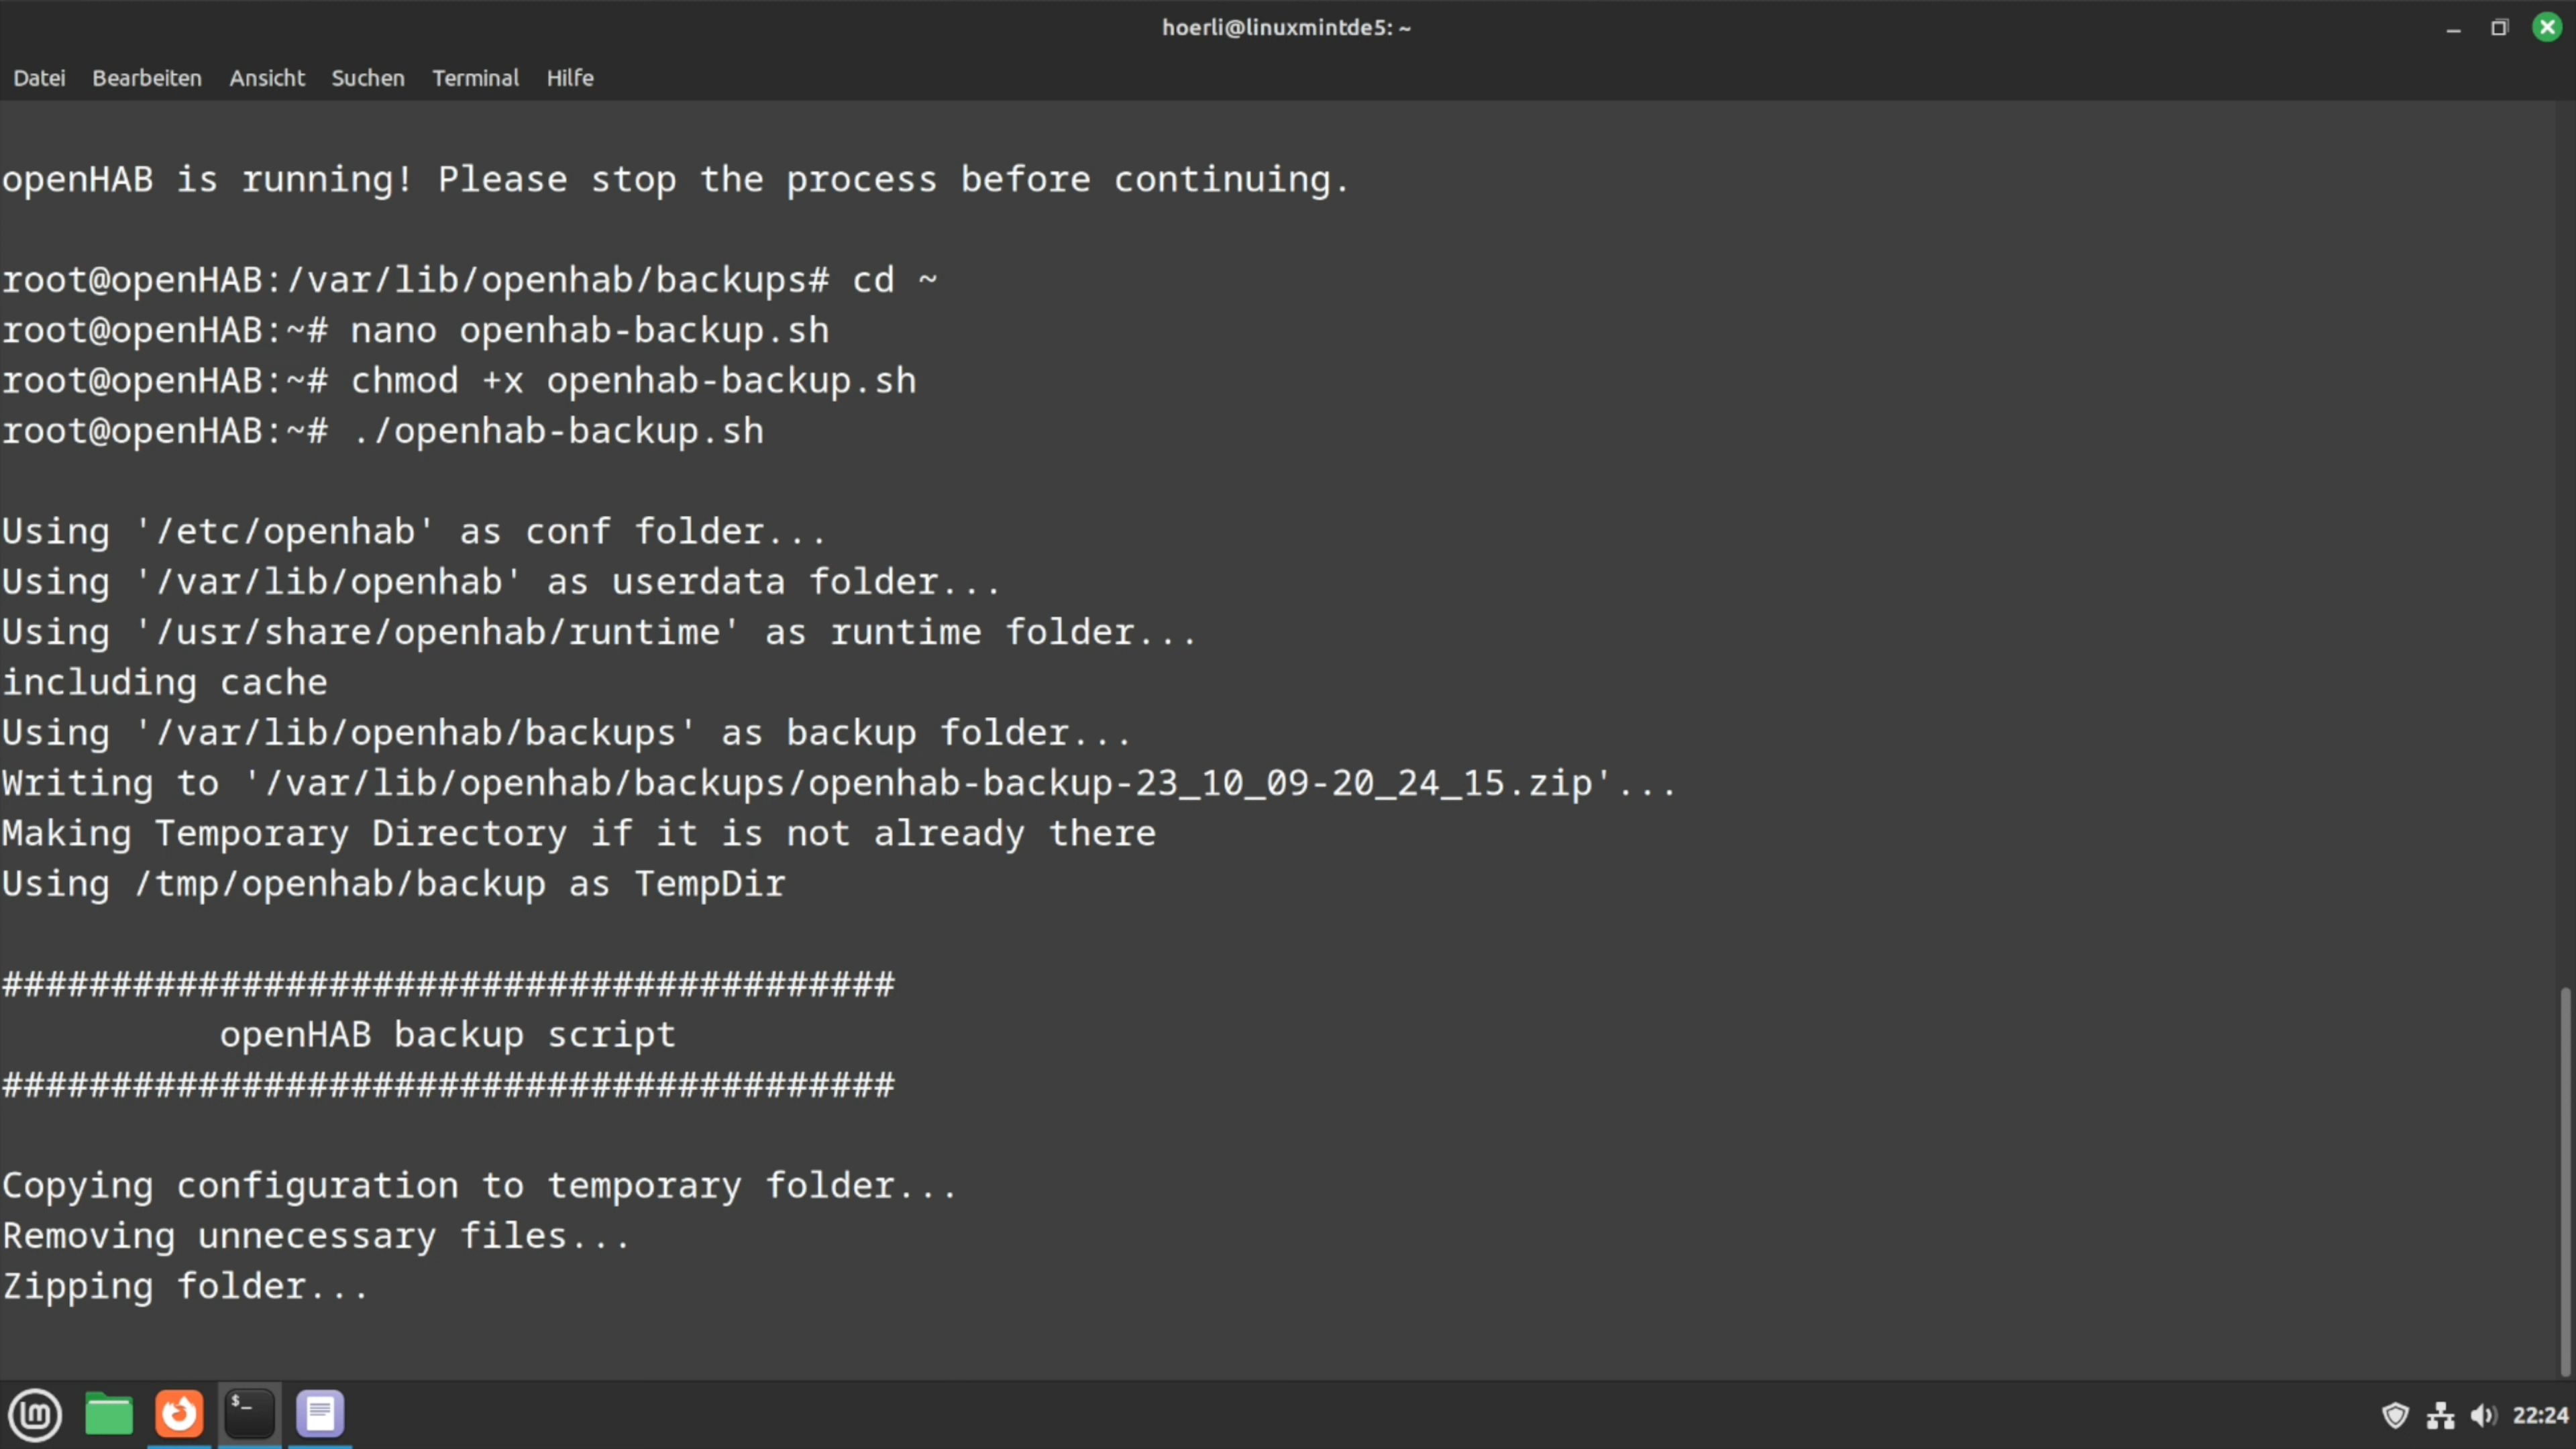 hoerli@linuxmintde5: ~
Datei Bearbeiten Ansicht Suchen Terminal Hilfe
openHAB is running! Please stop the process before continuing.
root@openHAB:/var/lib/openhab/backups# cd ~
root@openHAB:~# nano openhab-backup.sh
root@openHAB:~# chmod +x openhab-backup.sh
root@openHAB:~# ./openhab-backup.sh
Using '/etc/openhab' as conf folder...
Using '/var/lib/openhab' as userdata folder...
Using '/usr/share/openhab/runtime' as runtime folder...
including cache
Using '/var/lib/openhab/backups' as backup folder...
Writing to '/var/lib/openhab/backups/openhab-backup-23_10_09-20_24_15.zip'...
Making Temporary Directory if it is not already there
Using /tmp/openhab/backup as TempDir
#########################################
openHAB backup script
#########################################
Copying configuration to temporary folder...
Removing unnecessary files...
Zipping folder...
$_
22:24